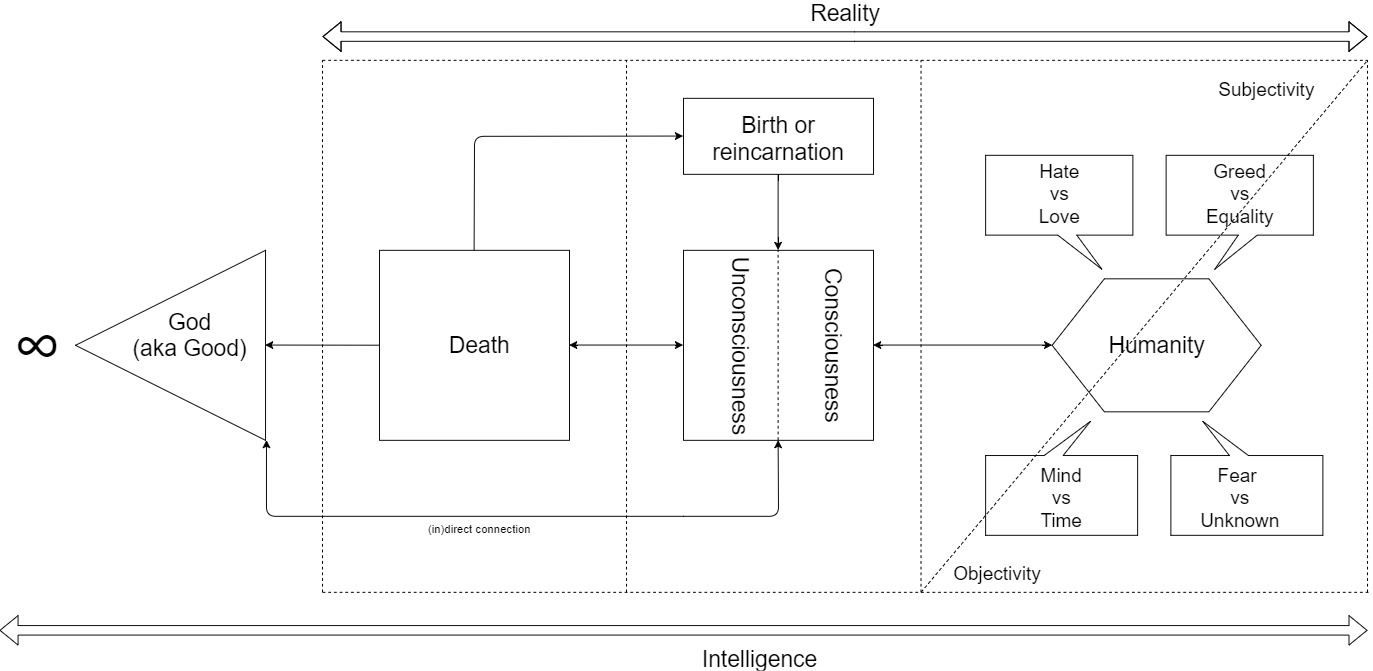 Reality
Subjectivity
Birth or
reincarnation
Hate
vs
Love
Greed
vs
Equality
∞
God
(aka Good)
Death
Unconsciousness
Consciousness
Humanity
Mind
vs
Time
Fear
vs
Unknown
(in)direct connection
Objectivity
Intelligence